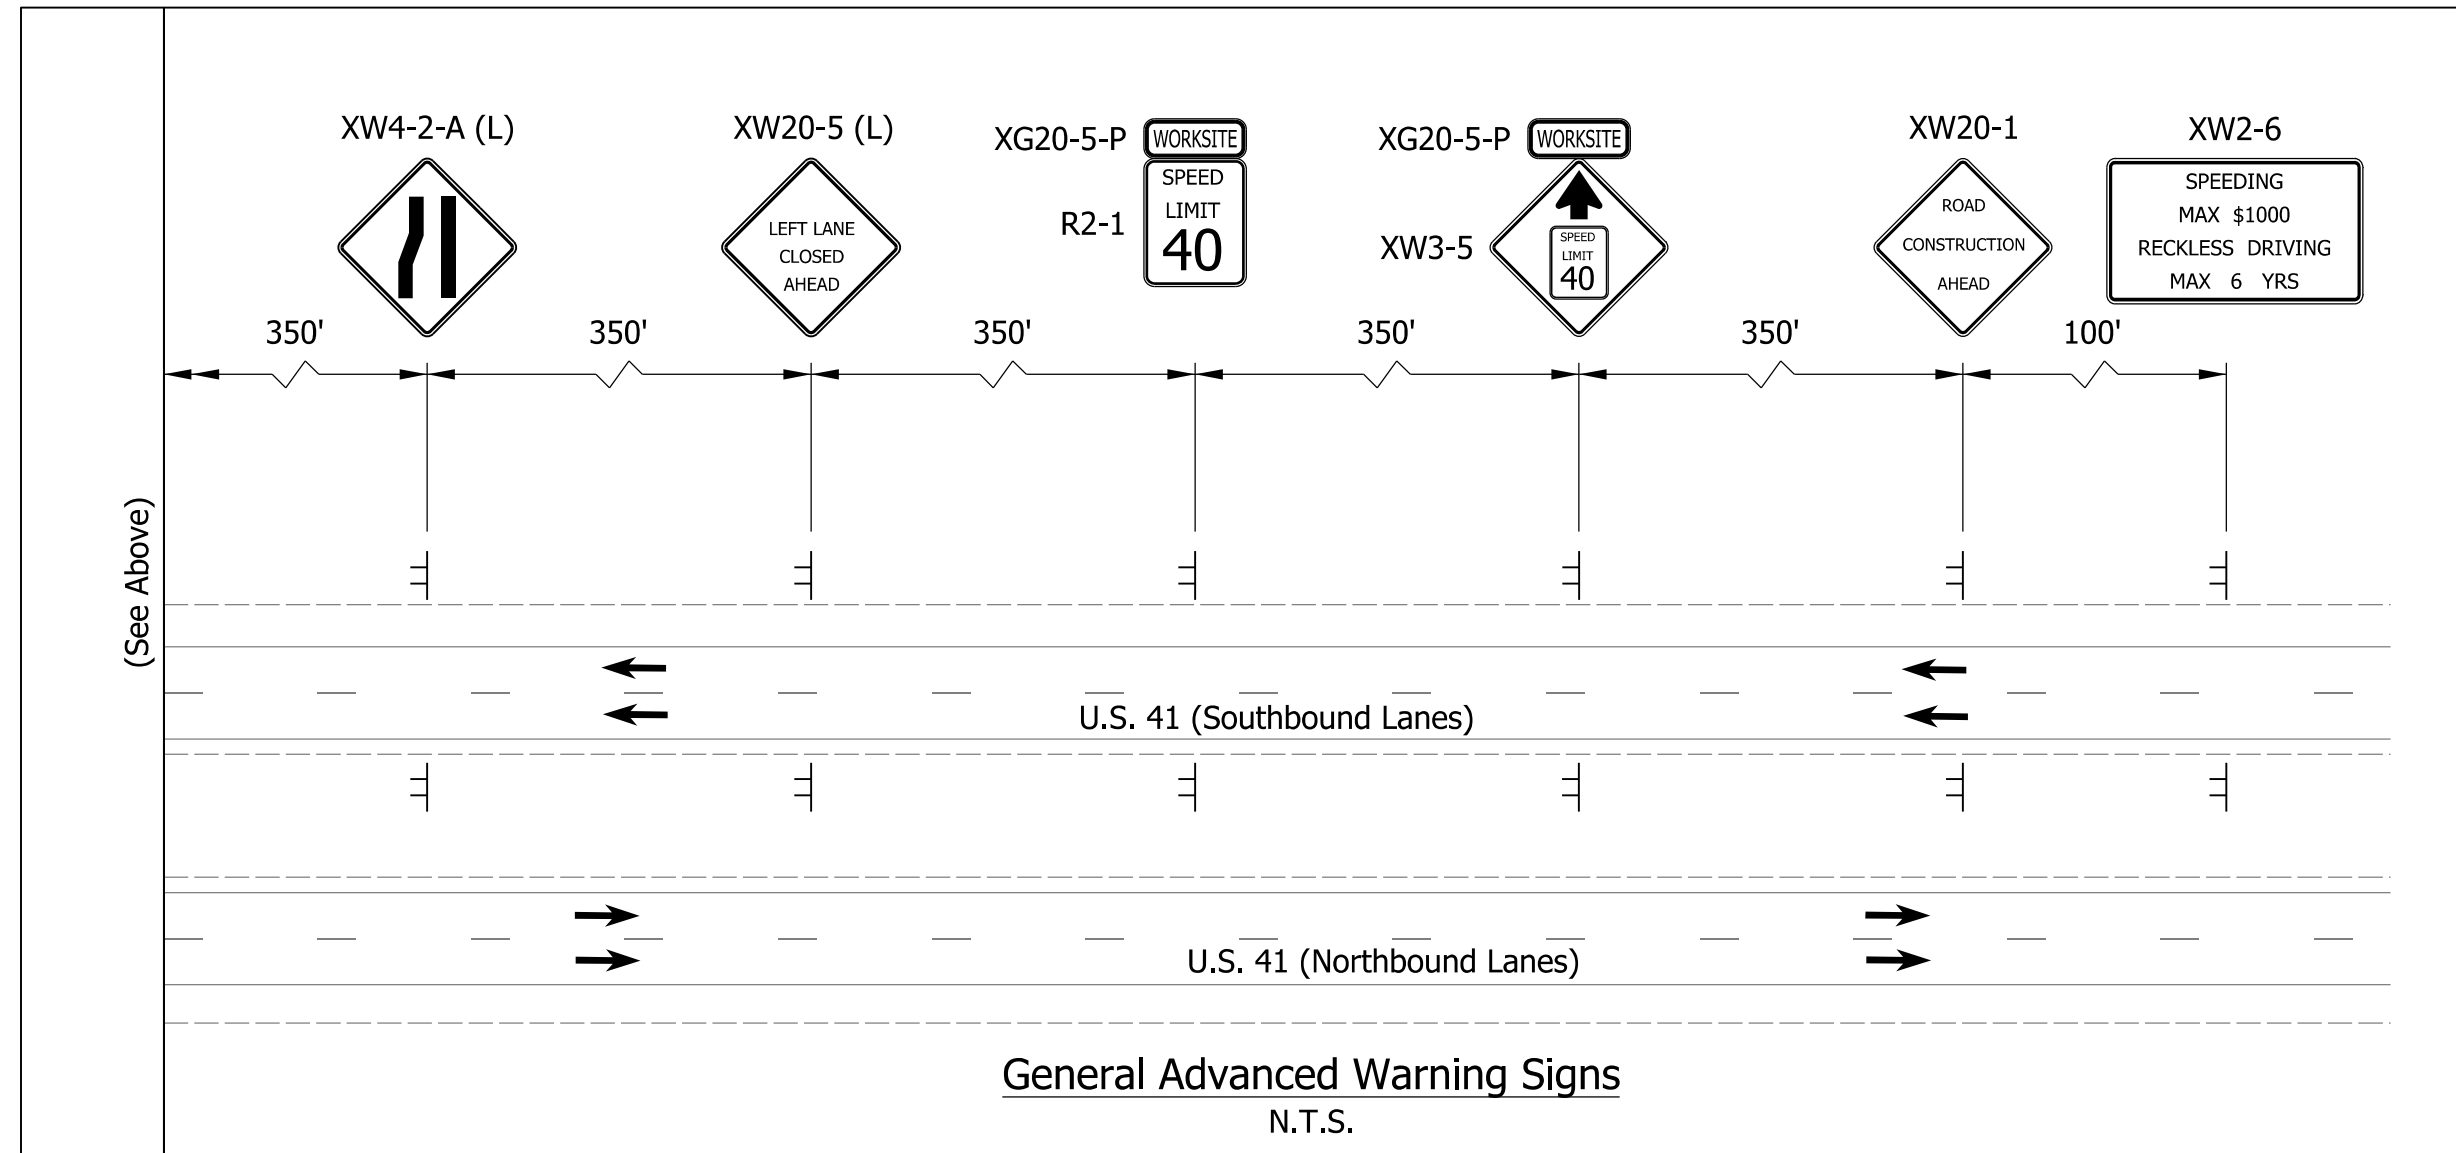 XW4-2-A (L)
XW20-5 (L)
LEFT LANE
CLOSED
AHEAD
XG20-5-P
WORKSITE
R2-1
SPEED
LIMIT
40
XG20-5-P
WORKSITE
XW3-5
SPEED
LIMIT
40
XW20-1
ROAD
CONSTRUCTION
AHEAD
XW2-6
SPEEDING
MAX $1000
RECKLESS DRIVING
MAX 6 YRS
350'
350'
350'
350'
350'
100'
(See Above)
U.S. 41 (Southbound Lanes)
U.S. 41 (Northbound Lanes)
General Advanced Warning Signs
N.T.S.